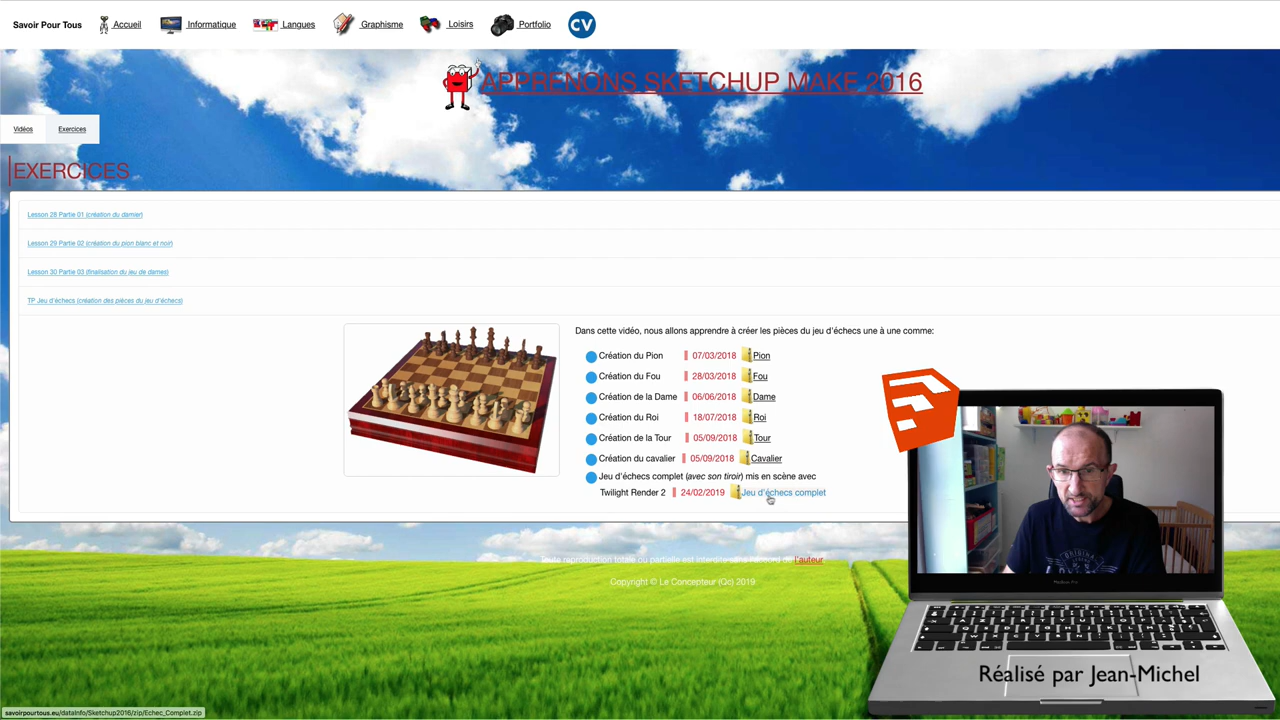 Savoir Pour Tous Accueil Informatique Langues Graphisme Loisirs Portfolio CV
APPRENONS SKETCHUP MAKE 2016
Vidéos Exercices
EXERCICES
Lesson 28 Partie 01 (création du damier)
Lesson 29 Partie 02 (création du pion blanc et noir)
Lesson 30 Partie 03 (finalisation du jeu de dames)
TP Jeu d'échecs (création des pièces du jeu d'échecs)
Dans cette vidéo, nous allons apprendre à créer les pièces du jeu d'échecs une à une comme:
Création du Pion 07/03/2018 Pion
Création du Fou 28/03/2018 Fou
Création de la Dame 06/06/2018 Dame
Création du Roi 18/07/2018 Roi
Création de la Tour 05/09/2018 Tour
Création du cavalier 05/09/2018 Cavalier
Jeu d'échecs complet (avec son tiroir) mis en scène avec
Twilight Render 2 24/02/2019 Jeu d'échecs complet
Toute reproduction totale ou partielle est interdite l'auteur
Copyright © Le Concepteur (Qc) 2019
Réalisé par Jean-Michel
savoirpourtous.eu/dataInfo/Sketchup2016/zip/Echec_Complet.zip